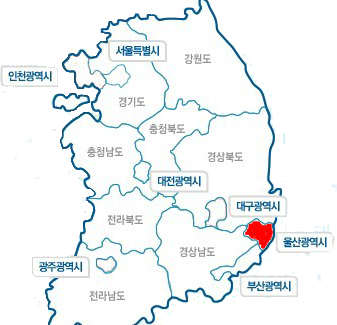 서울특별시
강원도
인천광역시
경기도
충청북도
충청남도
경상북도
대전광역시
대구광역시
전라북도
울산광역시
경상남도
광주광역시
부산광역시
전라남도